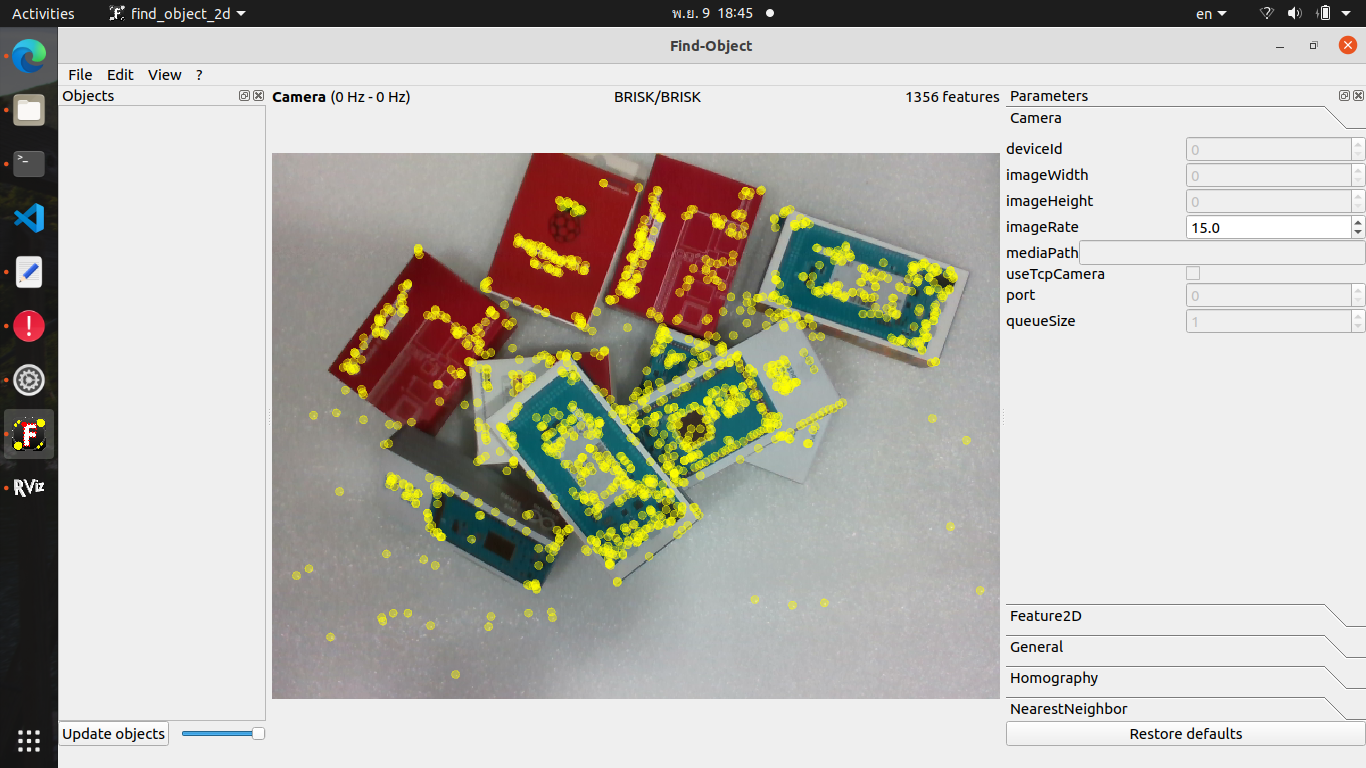 Activities find_object_2d พ.ย. 9 18:45 en
Find-Object
File Edit View ?
Objects
Camera (0 Hz - 0 Hz) BRISK/BRISK 1356 features
Parameters
Camera
deviceId 0
imageWidth 0
imageHeight 0
imageRate 15.0
mediaPath
useTcpCamera
port 0
queueSize 1
Feature2D
General
Homography
NearestNeighbor
Update objects
Restore defaults
F
RViz